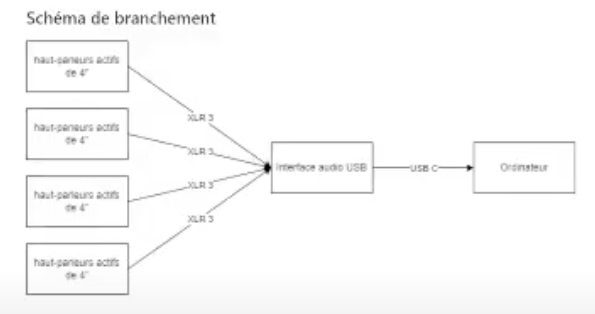 Schéma de branchement
haut-parleurs actifs
de 4"
XLR 3
haut-parleurs actifs
de 4"
XLR 3
Interface audio USB
USB C
Ordinateur
haut-parleurs actifs
de 4"
XLR 3
XLR 3
haut-parleurs actifs
de 4"